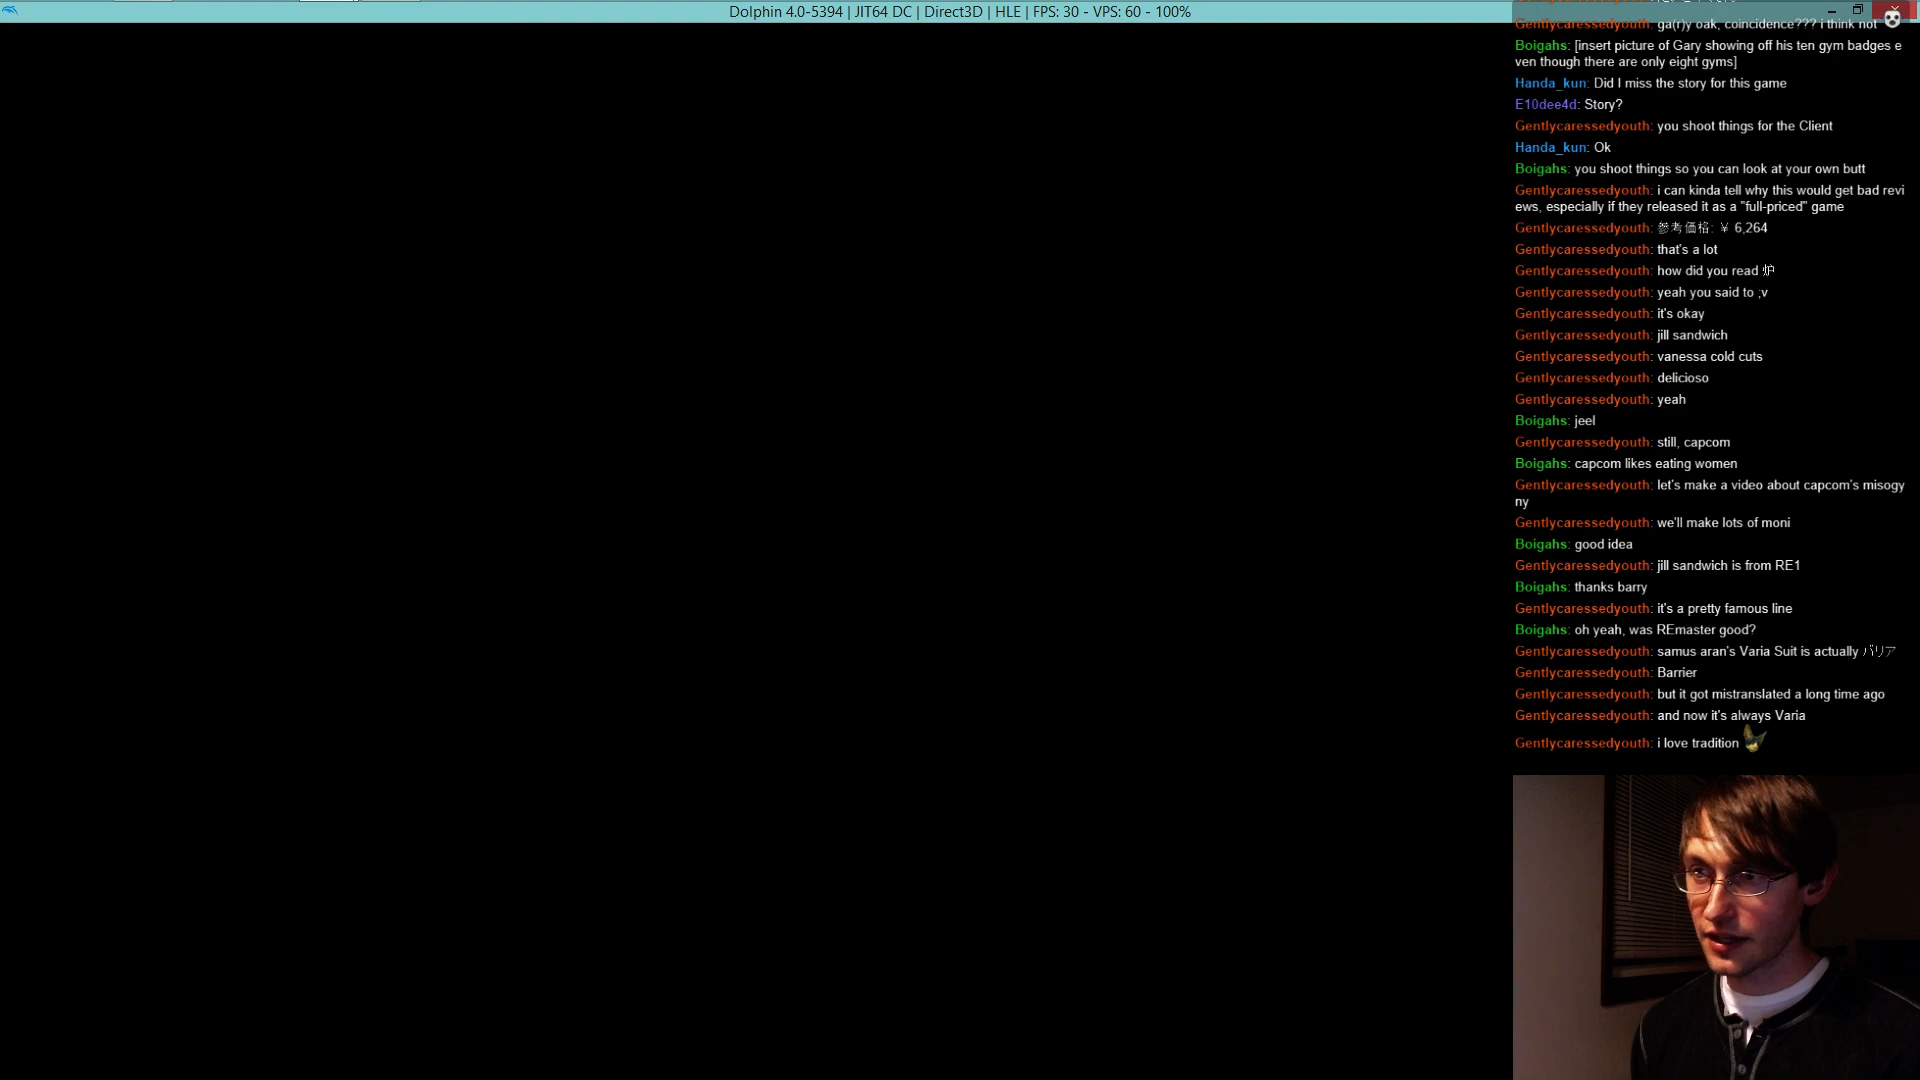 Dolphin 4.0-5394 | JIT64 DC | Direct3D | HLE | FPS: 30 - VPS: 60 - 100%
Gentlycaressedyouth: ga(r)y oak, coincidence??? i think not
Boigahs: [insert picture of Gary showing off his ten gym badges e
ven though there are only eight gyms]
Handa_kun: Did I miss the story for this game
E10dee4d: Story?
Gentlycaressedyouth: you shoot things for the Client
Handa_kun: Ok
Boigahs: you shoot things so you can look at your own butt
Gentlycaressedyouth: i can kinda tell why this would get bad revi
ews, especially if they released it as a "full-priced" game
Gentlycaressedyouth: 参考価格: ¥ 6,264
Gentlycaressedyouth: that's a lot
Gentlycaressedyouth: how did you read 炉
Gentlycaressedyouth: yeah you said to ;v
Gentlycaressedyouth: it's okay
Gentlycaressedyouth: jill sandwich
Gentlycaressedyouth: vanessa cold cuts
Gentlycaressedyouth: delicioso
Gentlycaressedyouth: yeah
Boigahs: jeel
Gentlycaressedyouth: still, capcom
Boigahs: capcom likes eating women
Gentlycaressedyouth: let's make a video about capcom's misogy
ny
Gentlycaressedyouth: we'll make lots of moni
Boigahs: good idea
Gentlycaressedyouth: jill sandwich is from RE1
Boigahs: thanks barry
Gentlycaressedyouth: it's a pretty famous line
Boigahs: oh yeah, was REmaster good?
Gentlycaressedyouth: samus aran's Varia Suit is actually バリア
Gentlycaressedyouth: Barrier
Gentlycaressedyouth: but it got mistranslated a long time ago
Gentlycaressedyouth: and now it's always Varia
Gentlycaressedyouth: i love tradition